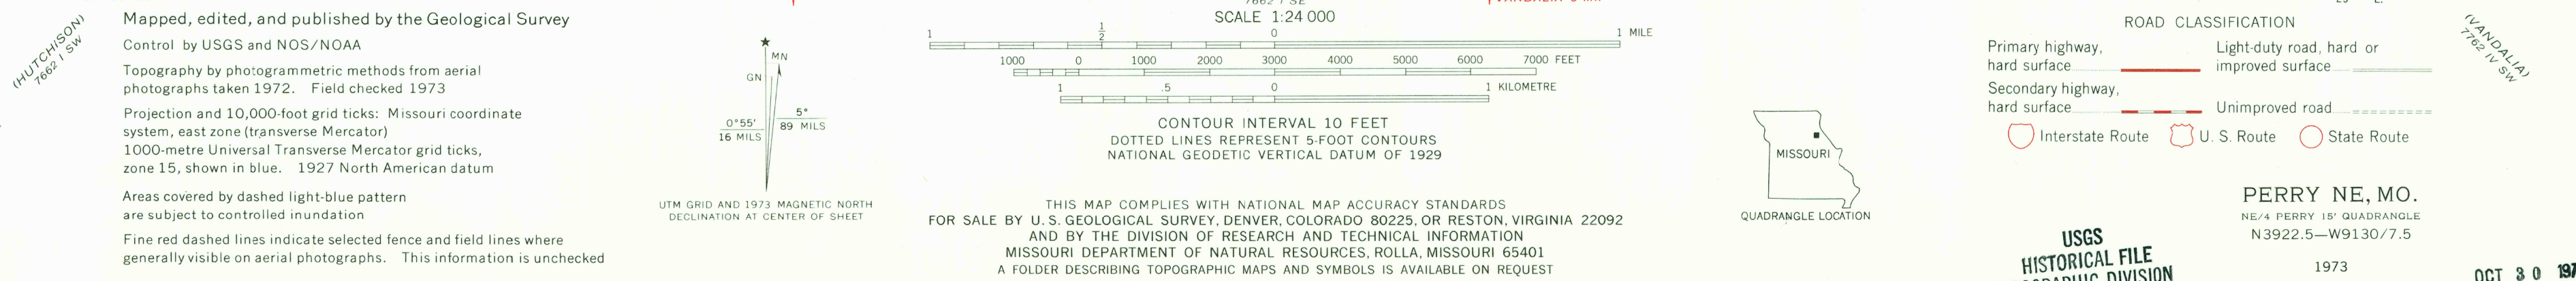 (HUTCHISON)
7662 I SW
Mapped, edited, and published by the Geological Survey
Control by USGS and NOS/NOAA
Topography by photogrammetric methods from aerial
photographs taken 1972. Field checked 1973
Projection and 10,000-foot grid ticks: Missouri coordinate
system, east zone (transverse Mercator)
1000-metre Universal Transverse Mercator grid ticks,
zone 15, shown in blue. 1927 North American datum
Areas covered by dashed light-blue pattern
are subject to controlled inundation
Fine red dashed lines indicate selected fence and field lines where
generally visible on aerial photographs. This information is unchecked
★
MN
GN
0°55′
16 MILS
5°
89 MILS
UTM GRID AND 1973 MAGNETIC NORTH
DECLINATION AT CENTER OF SHEET
7662 I SE
SCALE 1:24 000
1 1/2 0 1 MILE
1000 0 1000 2000 3000 4000 5000 6000 7000 FEET
1 .5 0 1 KILOMETRE
CONTOUR INTERVAL 10 FEET
DOTTED LINES REPRESENT 5-FOOT CONTOURS
NATIONAL GEODETIC VERTICAL DATUM OF 1929
THIS MAP COMPLIES WITH NATIONAL MAP ACCURACY STANDARDS
FOR SALE BY U. S. GEOLOGICAL SURVEY, DENVER, COLORADO 80225, OR RESTON, VIRGINIA 22092
AND BY THE DIVISION OF RESEARCH AND TECHNICAL INFORMATION
MISSOURI DEPARTMENT OF NATURAL RESOURCES, ROLLA, MISSOURI 65401
A FOLDER DESCRIBING TOPOGRAPHIC MAPS AND SYMBOLS IS AVAILABLE ON REQUEST
MISSOURI
QUADRANGLE LOCATION
ROAD CLASSIFICATION
Primary highway,
hard surface
Light-duty road, hard or
improved surface
Secondary highway,
hard surface
Unimproved road
Interstate Route
U. S. Route
State Route
(VANDALIA)
7762 IV SW
PERRY NE, MO.
NE/4 PERRY 15′ QUADRANGLE
N3922.5—W9130/7.5
1973
USGS
HISTORICAL FILE
DIVISION
OCT 30